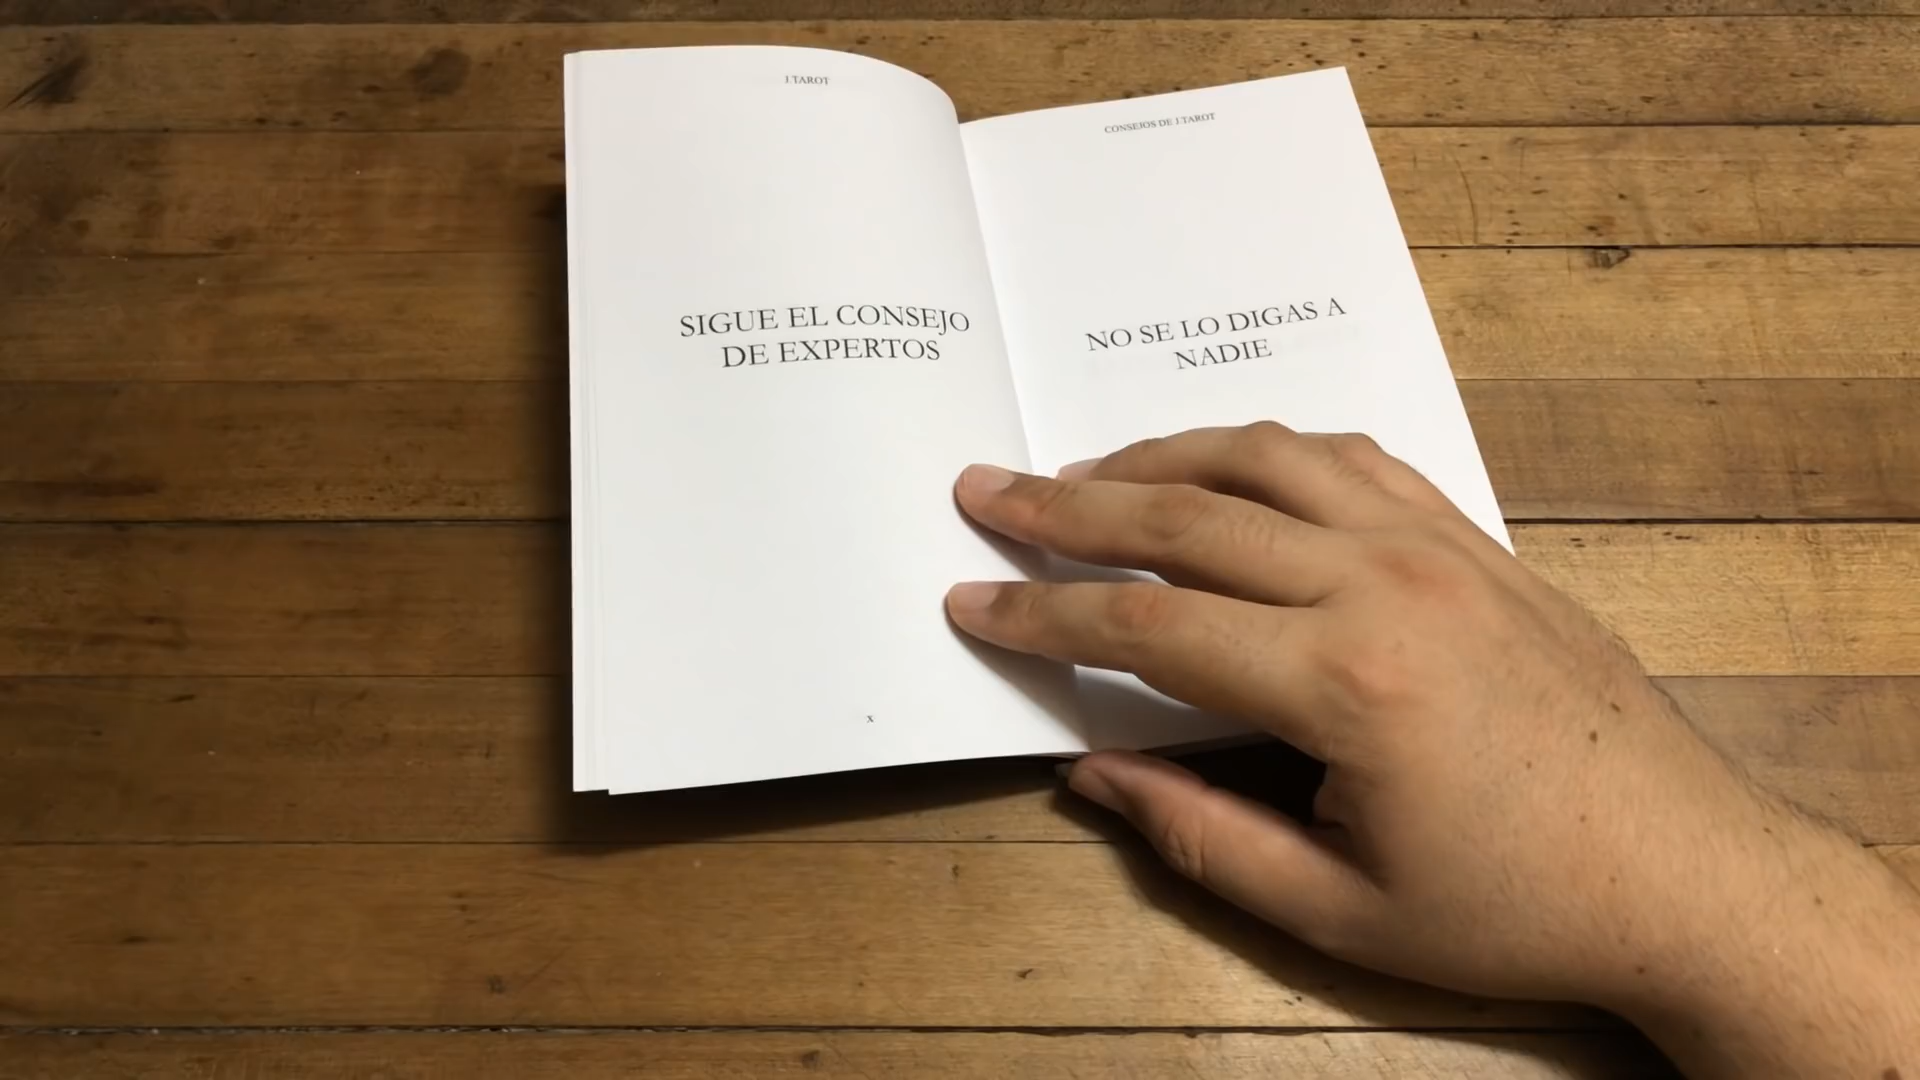 J.TAROT
SIGUE EL CONSEJO
DE EXPERTOS
x
CONSEJOS DE J.TAROT
NO SE LO DIGAS A
NADIE